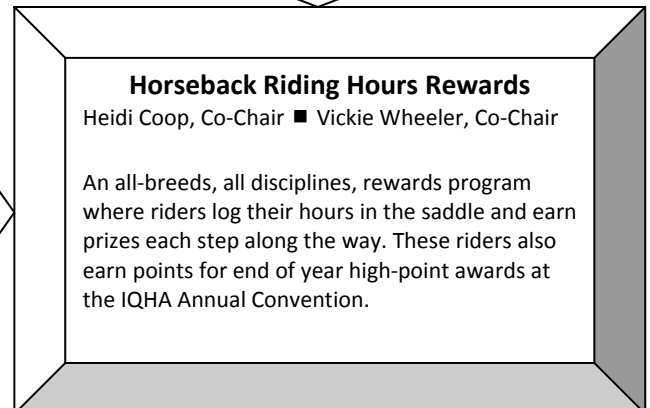 Horseback Riding Hours Rewards
Heidi Coop, Co-Chair ■ Vickie Wheeler, Co-Chair
An all-breeds, all disciplines, rewards program
where riders log their hours in the saddle and earn
prizes each step along the way. These riders also
earn points for end of year high-point awards at
the IQHA Annual Convention.